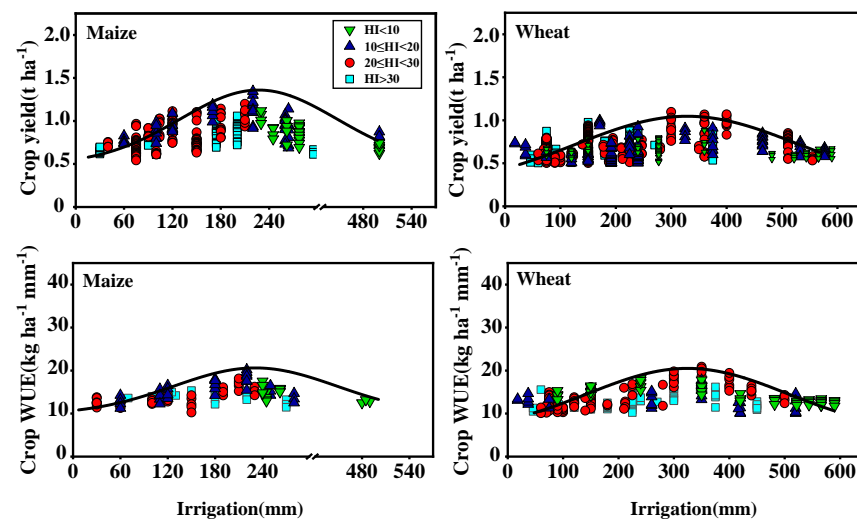 Maize
HI<10
10≤HI<20
20≤HI<30
HI>30
Crop yield(t ha-1)
2.0
1.5
1.0
0.5
0
0 60 120 180 240 480 540
Wheat
Crop yield(t ha-1)
2.0
1.5
1.0
0.5
0
0 100 200 300 400 500 600
Maize
Crop WUE(kg ha-1 mm-1)
40
30
20
10
0
0 60 120 180 240 480 540
Irrigation(mm)
Wheat
Crop WUE(kg ha-1 mm-1)
40
30
20
10
0
0 100 200 300 400 500 600
Irrigation(mm)